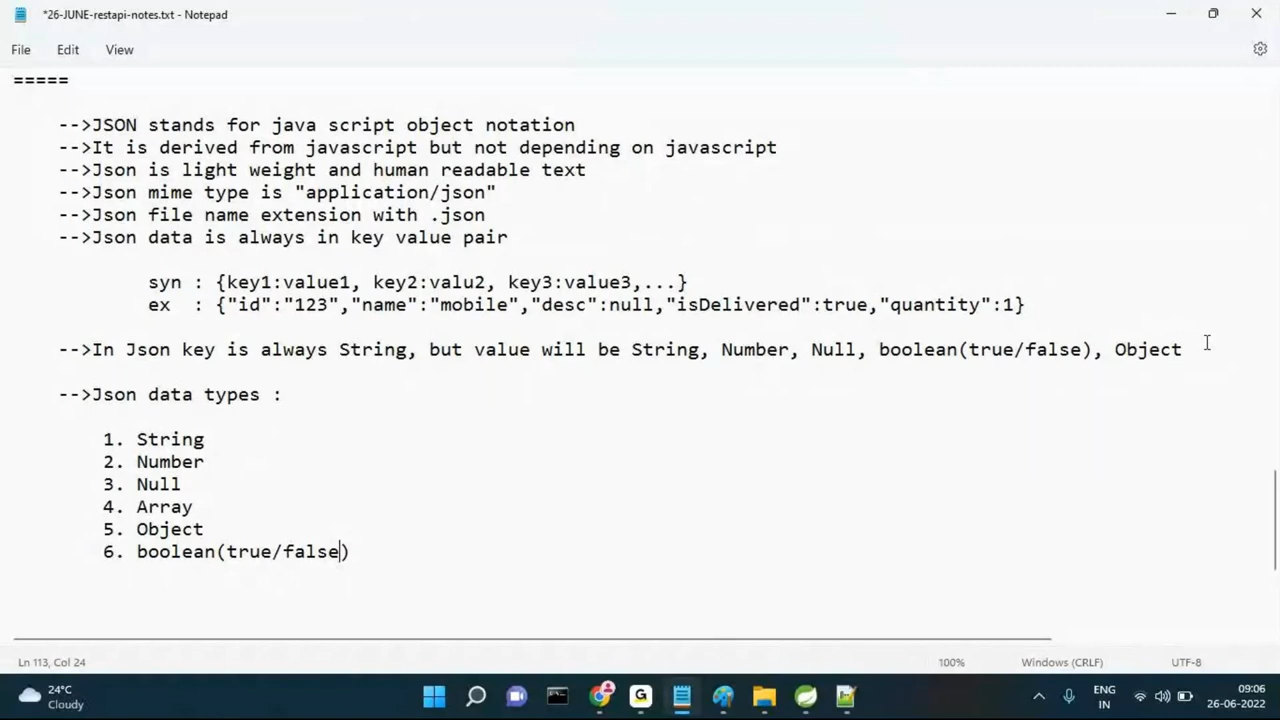 *26-JUNE-restapi-notes.txt - Notepad
File Edit View
=====
-->JSON stands for java script object notation
-->It is derived from javascript but not depending on javascript
-->Json is light weight and human readable text
-->Json mime type is "application/json"
-->Json file name extension with .json
-->Json data is always in key value pair
syn : {key1:value1, key2:valu2, key3:value3,...}
ex : {"id":"123","name":"mobile","desc":null,"isDelivered":true,"quantity":1}
-->In Json key is always String, but value will be String, Number, Null, boolean(true/false), Object
-->Json data types :
1. String
2. Number
3. Null
4. Array
5. Object
6. boolean(true/false)
Ln 113, Col 24 100% Windows (CRLF) UTF-8
24°C
Cloudy
G
ENG
IN
09:06
26-06-2022